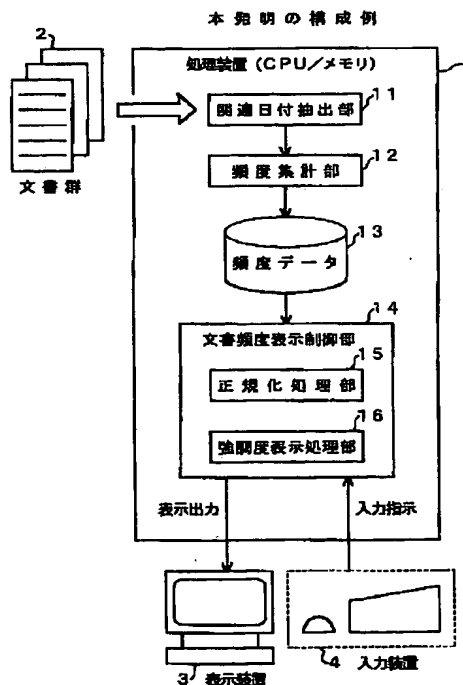 本発明の構成例
2
処理装置(CPU/メモリ)
11
関連日付抽出部
文書群
12
頻度集計部
13
頻度データ
14
文書頻度表示制御部
15
正規化処理部
16
強調度表示処理部
表示出力
入力指示
3 表示装置
4 入力装置